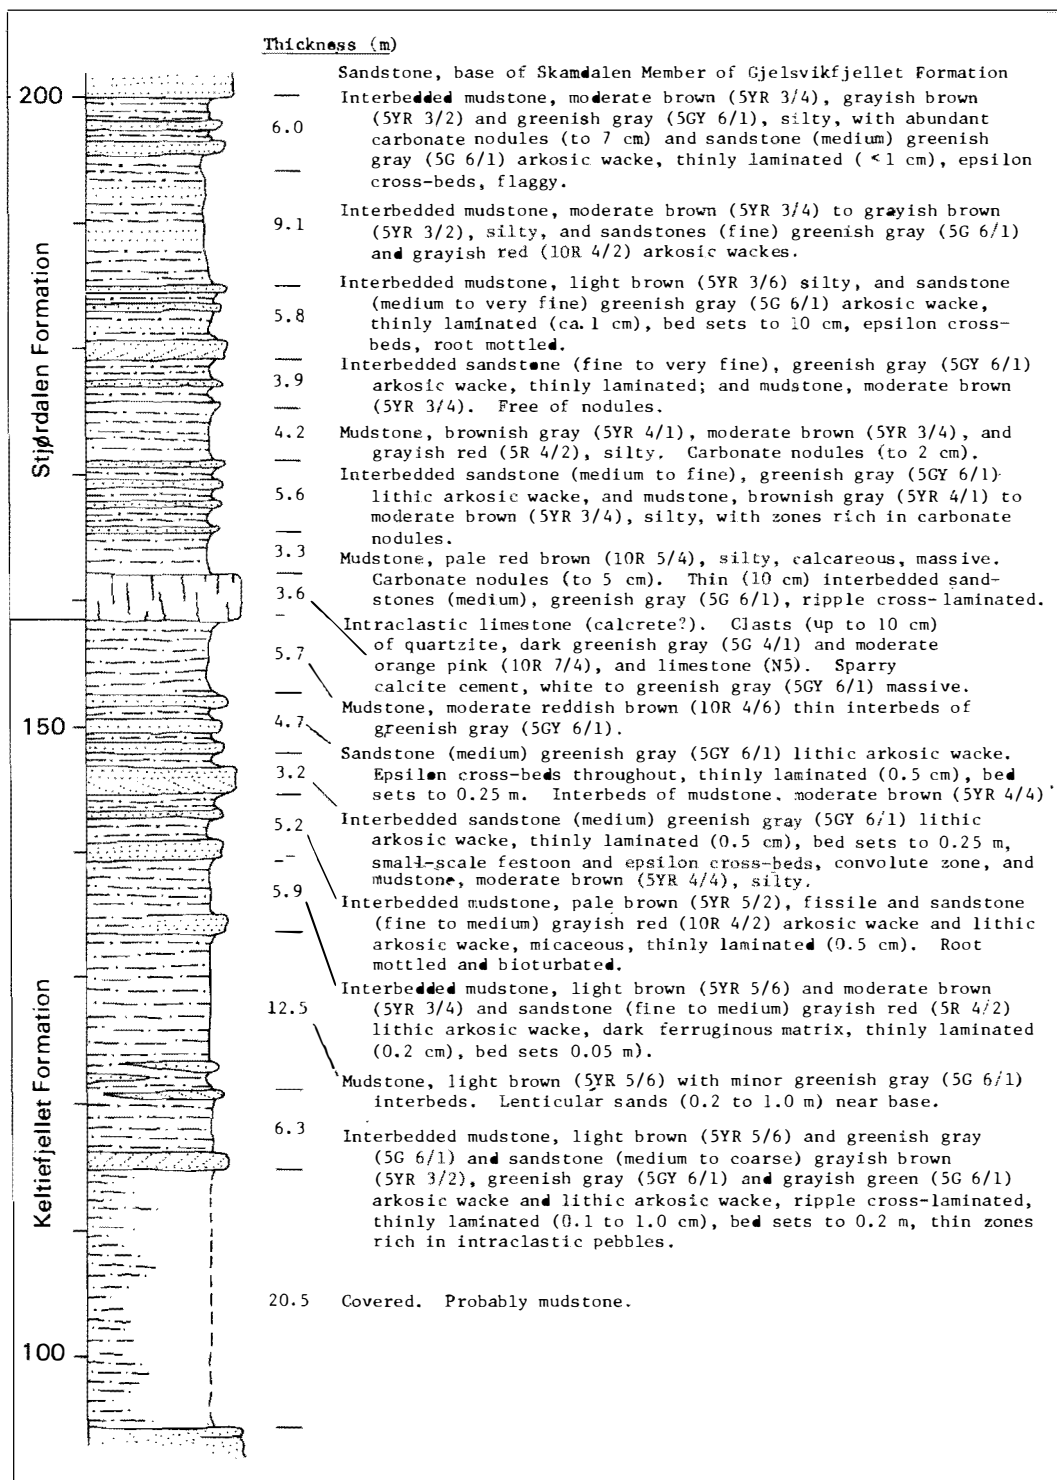 Thickness (m)
Sandstone, base of Skamdalen Member of Gjelsvikfjellet Formation
200
6.0
Interbedded mudstone, moderate brown (5YR 3/4), grayish brown
(5YR 3/2) and greenish gray (5GY 6/1), silty, with abundant
carbonate nodules (to 7 cm) and sandstone (medium) greenish
gray (5G 6/1) arkosic wacke, thinly laminated (<1 cm), epsilon
cross-beds, flaggy.
9.1
Interbedded mudstone, moderate brown (5YR 3/4) to grayish brown
(5YR 3/2), silty, and sandstones (fine) greenish gray (5G 6/1)
and grayish red (10R 4/2) arkosic wackes.
Stjørdalen Formation
5.8
Interbedded mudstone, light brown (5YR 3/6) silty, and sandstone
(medium to very fine) greenish gray (5G 6/1) arkosic wacke,
thinly laminated (ca.1 cm), bed sets to 10 cm, epsilon cross-
beds, root mottled.
3.9
Interbedded sandstone (fine to very fine), greenish gray (5GY 6/1)
arkosic wacke, thinly laminated; and mudstone, moderate brown
(5YR 3/4). Free of nodules.
4.2
Mudstone, brownish gray (5YR 4/1), moderate brown (5YR 3/4), and
grayish red (5R 4/2), silty. Carbonate nodules (to 2 cm).
5.6
Interbedded sandstone (medium to fine), greenish gray (5GY 6/1)
lithic arkosic wacke, and mudstone, brownish gray (5YR 4/1) to
moderate brown (5YR 3/4), silty, with zones rich in carbonate
nodules.
3.3
Mudstone, pale red brown (10R 5/4), silty, calcareous, massive.
Carbonate nodules (to 5 cm). Thin (10 cm) interbedded sand-
stones (medium), greenish gray (5G 6/1), ripple cross-laminated.
3.6
Intraclastic limestone (calcrete?). Clasts (up to 10 cm)
of quartzite, dark greenish gray (5G 4/1) and moderate
orange pink (10R 7/4), and limestone (N5). Sparry
calcite cement, white to greenish gray (5GY 6/1) massive.
5.7
Mudstone, moderate reddish brown (10R 4/6) thin interbeds of
greenish gray (5GY 6/1).
150
4.7
Sandstone (medium) greenish gray (5GY 6/1) lithic arkosic wacke.
Epsilon cross-beds throughout, thinly laminated (0.5 cm), bed
sets to 0.25 m. Interbeds of mudstone, moderate brown (5YR 4/4)
3.2
Interbedded sandstone (medium) greenish gray (5GY 6/1) lithic
arkosic wacke, thinly laminated (0.5 cm), bed sets to 0.25 m,
small-scale festoon and epsilon cross-beds, convolute zone, and
mudstone, moderate brown (5YR 4/4), silty.
5.2
Interbedded mudstone, pale brown (5YR 5/2), fissile and sandstone
(fine to medium) grayish red (10R 4/2) arkosic wacke and lithic
arkosic wacke, micaceous, thinly laminated (0.5 cm). Root
mottled and bioturbated.
5.9
Interbedded mudstone, light brown (5YR 5/6) and moderate brown
(5YR 3/4) and sandstone (fine to medium) grayish red (5R 4/2)
lithic arkosic wacke, dark ferruginous matrix, thinly laminated
(0.2 cm), bed sets 0.05 m).
Keltiefjellet Formation
12.5
Mudstone, light brown (5YR 5/6) with minor greenish gray (5G 6/1)
interbeds. Lenticular sands (0.2 to 1.0 m) near base.
6.3
Interbedded mudstone, light brown (5YR 5/6) and greenish gray
(5G 6/1) and sandstone (medium to coarse) grayish brown
(5YR 3/2), greenish gray (5GY 6/1) and grayish green (5G 6/1)
arkosic wacke and lithic arkosic wacke, ripple cross-laminated,
thinly laminated (0.1 to 1.0 cm), bed sets to 0.2 m, thin zones
rich in intraclastic pebbles.
20.5 Covered. Probably mudstone.
100